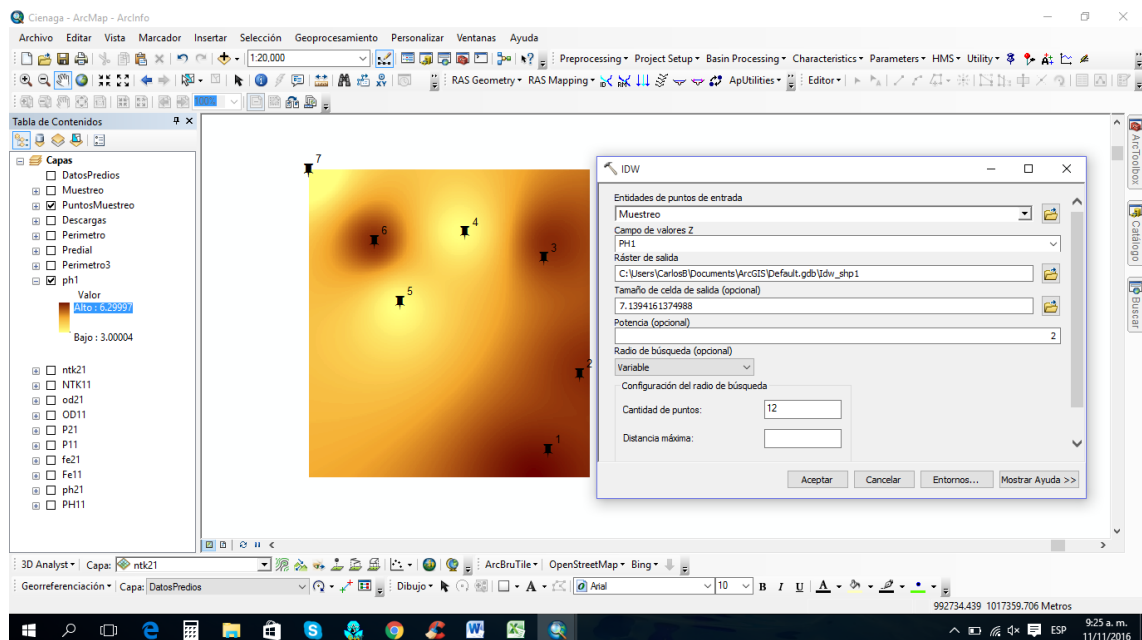 Cienaga - ArcMap - ArcInfo
Archivo Editar Vista Marcador Insertar Selección Geoprocesamiento Personalizar Ventanas Ayuda
1:20,000
Preprocessing Project Setup Basin Processing Characteristics Parameters HMS Utility
RAS Geometry RAS Mapping ApUtilities Editor
100%
Tabla de Contenidos
Capas
DatosPredios
Muestreo
PuntosMuestreo
Descargas
Perimetro
Predial
Perimetro3
ph1
Valor
Alto : 6.29997
Bajo : 3.00004
ntk21
NTK11
od21
OD11
P21
P11
fe21
Fe11
ph21
PH11
7
6
4
3
5
2
1
IDW
Entidades de puntos de entrada
Muestreo
Campo de valores Z
PH1
Ráster de salida
C:\Users\CarlosB\Documents\ArcGIS\Default.gdb\Idw_shp1
Tamaño de celda de salida (opcional)
7.1394161374988
Potencia (opcional)
2
Radio de búsqueda (opcional)
Variable
Configuración del radio de búsqueda
Cantidad de puntos: 12
Distancia máxima:
Aceptar Cancelar Entornos... Mostrar Ayuda >>
ArcToolbox
Catálogo
Buscar
3D Analyst Capa: ntk21 ArcBruTile OpenStreetMap Bing
Georreferenciación Capa: DatosPredios Dibujo A Arial 10 B I U A
992734.439 1017359.706 Metros
ESP
9:25 a. m.
11/11/2016